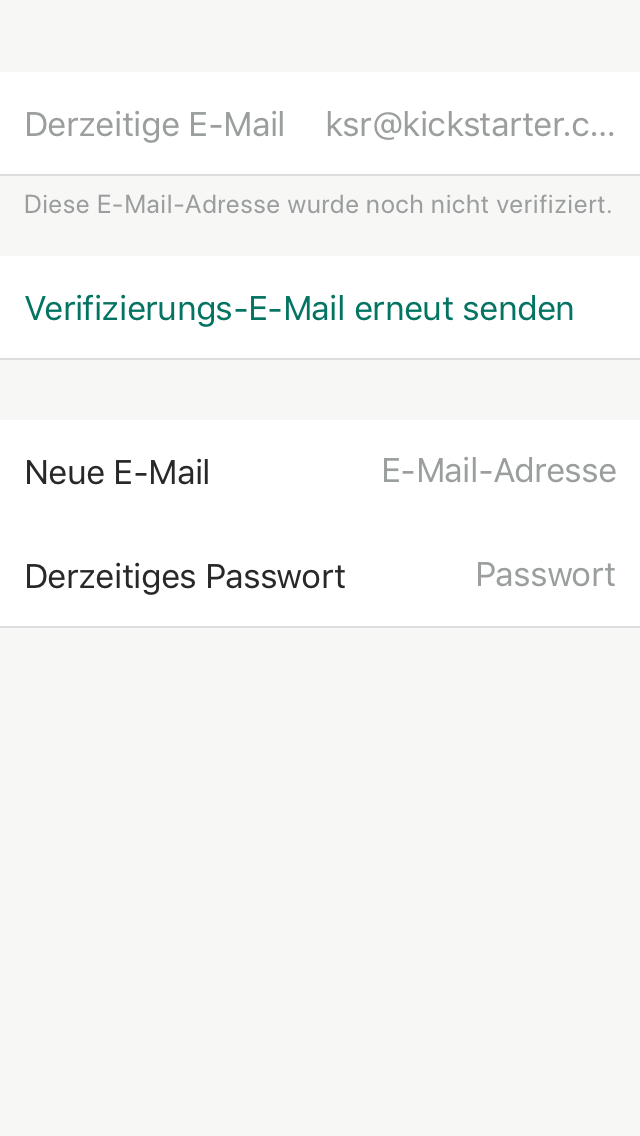 Derzeitige E-Mail ksr@kickstarter.c...
Diese E-Mail-Adresse wurde noch nicht verifiziert.
Verifizierungs-E-Mail erneut senden
Neue E-Mail E-Mail-Adresse
Derzeitiges Passwort Passwort